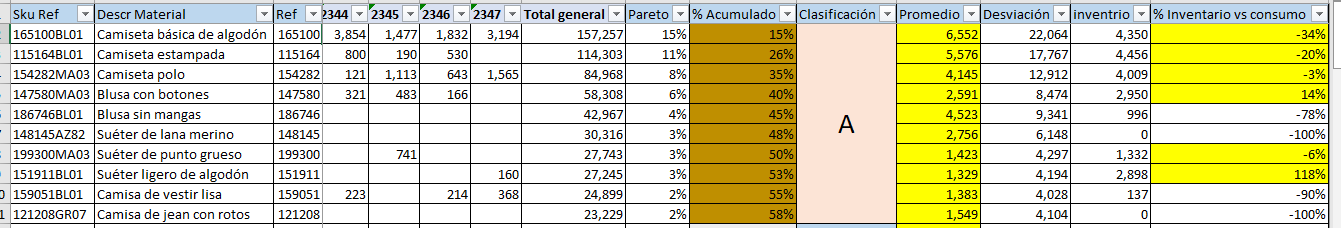 Sku Ref Descr Material Ref 2344 2345 2346 2347 Total general Pareto % Acumulado Clasificación Promedio Desviación inventrio % Inventario vs consumo
165100BL01 Camiseta básica de algodón 165100 3,854 1,477 1,832 3,194 157,257 15% 15% 6,552 22,064 4,350 -34%
115164BL01 Camiseta estampada 115164 800 190 530 114,303 11% 26% 5,576 17,767 4,456 -20%
154282MA03 Camiseta polo 154282 121 1,113 643 1,565 84,968 8% 35% 4,145 12,912 4,009 -3%
147580MA03 Blusa con botones 147580 321 483 166 58,308 6% 40% 2,591 8,474 2,950 14%
186746BL01 Blusa sin mangas 186746 42,967 4% 45% 4,523 9,341 996 -78%
A
148145AZ82 Suéter de lana merino 148145 30,316 3% 48% 2,756 6,148 0 -100%
199300MA03 Suéter de punto grueso 199300 741 27,743 3% 50% 1,423 4,297 1,332 -6%
151911BL01 Suéter ligero de algodón 151911 160 27,245 3% 53% 1,329 4,194 2,898 118%
159051BL01 Camisa de vestir lisa 159051 223 214 368 24,899 2% 55% 1,383 4,028 137 -90%
121208GR07 Camisa de jean con rotos 121208 23,229 2% 58% 1,549 4,104 0 -100%